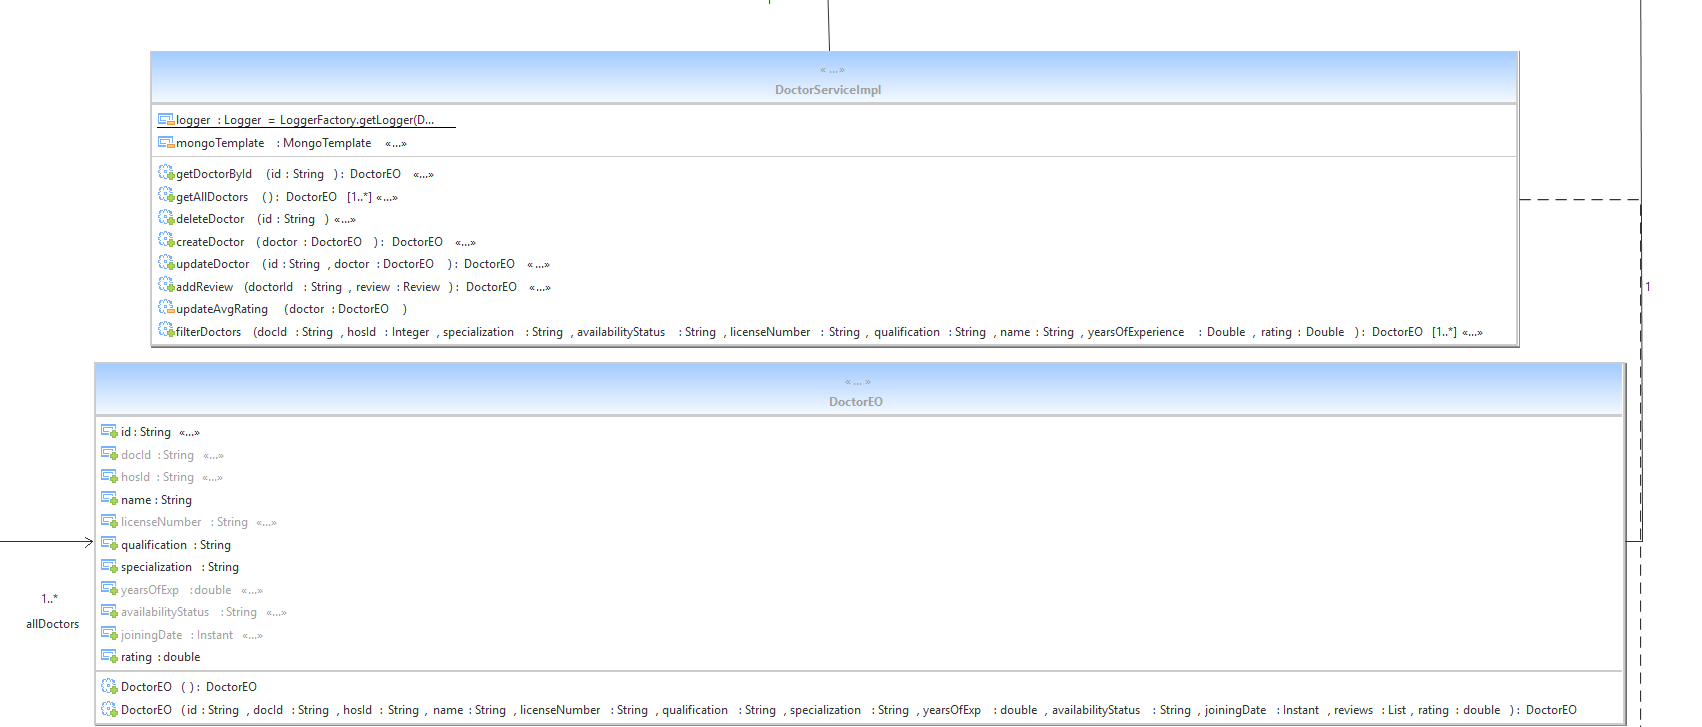 « ... »
DoctorServiceImpl
logger : Logger = LoggerFactory.getLogger(D...
mongoTemplate : MongoTemplate «...»
getDoctorById (id : String ) : DoctorEO «...»
getAllDoctors ( ) : DoctorEO [1..*] «...»
deleteDoctor (id : String ) «...»
createDoctor (doctor : DoctorEO ) : DoctorEO «...»
updateDoctor (id : String , doctor : DoctorEO ) : DoctorEO «...»
addReview (doctorId : String , review : Review ) : DoctorEO «...»
1
updateAvgRating (doctor : DoctorEO )
filterDoctors (docId : String , hosId : Integer , specialization : String , availabilityStatus : String , licenseNumber : String , qualification : String , name : String , yearsOfExperience : Double , rating : Double ) : DoctorEO [1..*] «...»
« ... »
DoctorEO
id : String «...»
docId : String «...»
hosId : String «...»
name : String
licenseNumber : String «...»
qualification : String
specialization : String
yearsOfExp : double «...»
1..*
availabilityStatus : String «...»
allDoctors
joiningDate : Instant «...»
rating : double
DoctorEO ( ) : DoctorEO
DoctorEO (id : String , docId : String , hosId : String , name : String , licenseNumber : String , qualification : String , specialization : String , yearsOfExp : double , availabilityStatus : String , joiningDate : Instant , reviews : List , rating : double ) : DoctorEO